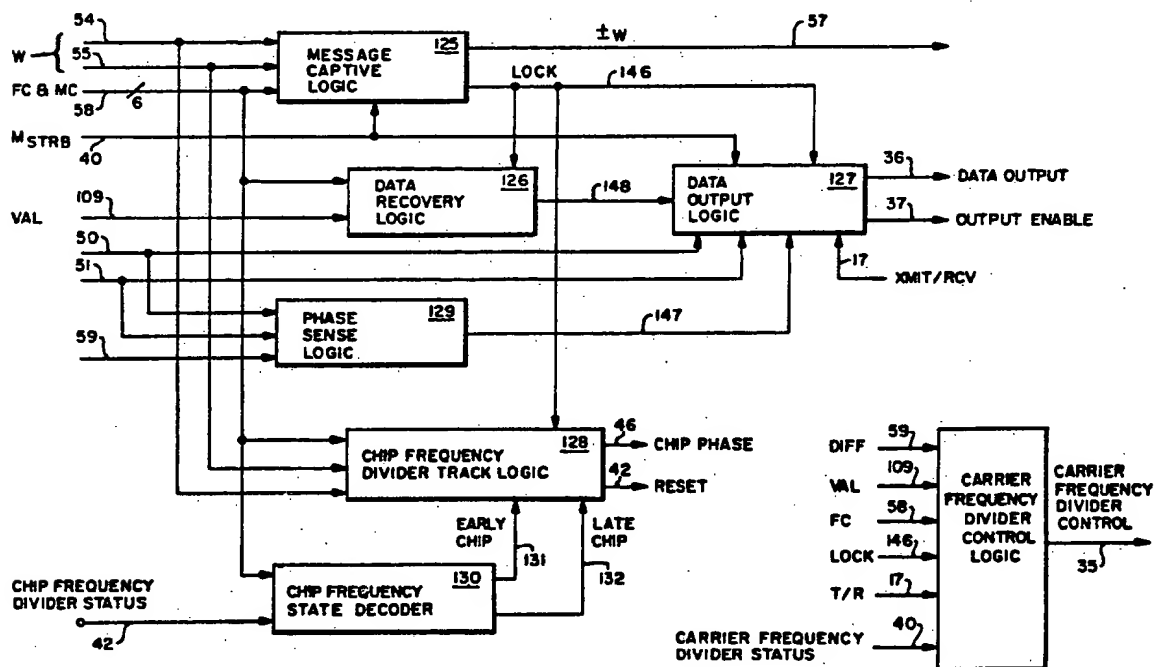 54
57
W {
55
MESSAGE
CAPTIVE
LOGIC
125
±W
FC & MC
58
6
LOCK
146
MSTRB
40
DATA
RECOVERY
LOGIC
126
148
DATA
OUTPUT
LOGIC
127
36
DATA OUTPUT
37
OUTPUT ENABLE
VAL
109
50
51
17
XMIT/RCV
PHASE
SENSE
LOGIC
129
147
59
CHIP FREQUENCY
DIVIDER TRACK LOGIC
128
46
CHIP PHASE
42
RESET
EARLY
CHIP
131
LATE
CHIP
132
CHIP FREQUENCY
STATE DECODER
130
CHIP FREQUENCY
DIVIDER STATUS
42
DIFF
59
VAL
109
FC
58
LOCK
146
T/R
17
CARRIER FREQUENCY
DIVIDER STATUS
40
CARRIER
FREQUENCY
DIVIDER
CONTROL
LOGIC
CARRIER
FREQUENCY
DIVIDER
CONTROL
35